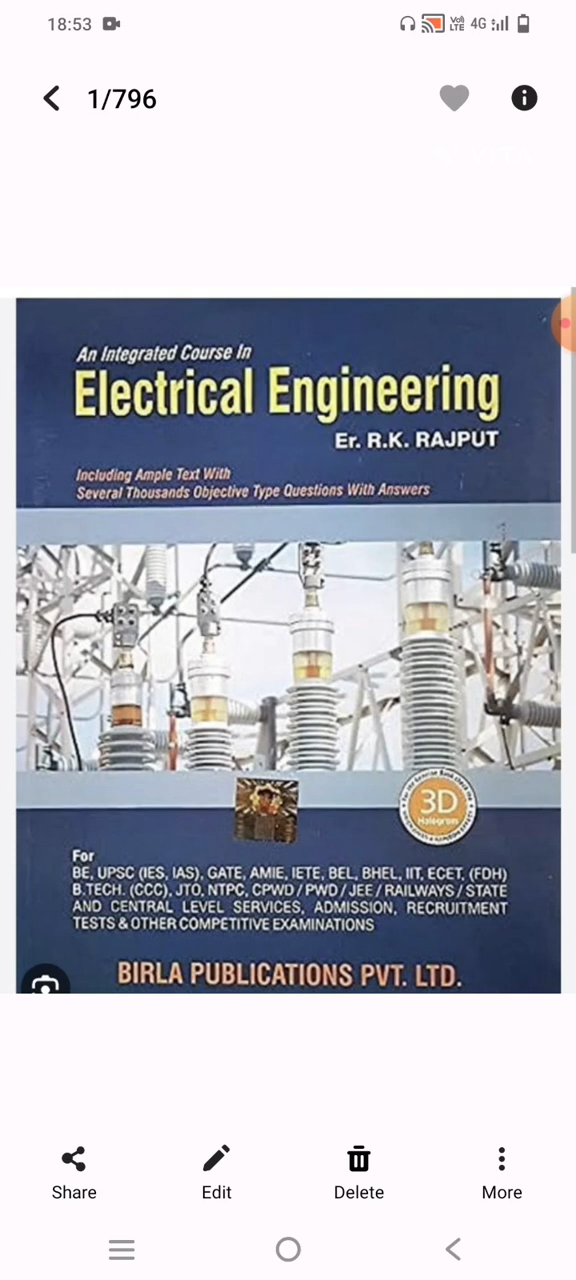 18:53
Vo) LTE 4G
1/796
An Integrated Course In
Electrical Engineering
Er. R.K. RAJPUT
Including Ample Text With
Several Thousands Objective Type Questions With Answers
3D
Hologram
For
BE, UPSC (IES, IAS), GATE, AMIE, IETE, BEL, BHEL, IIT, ECET, (FDH)
B.TECH. (CCC), JTO, NTPC, CPWD / PWD / JEE / RAILWAYS / STATE
AND CENTRAL LEVEL SERVICES, ADMISSION, RECRUITMENT
TESTS & OTHER COMPETITIVE EXAMINATIONS
BIRLA PUBLICATIONS PVT. LTD.
Share Edit Delete More